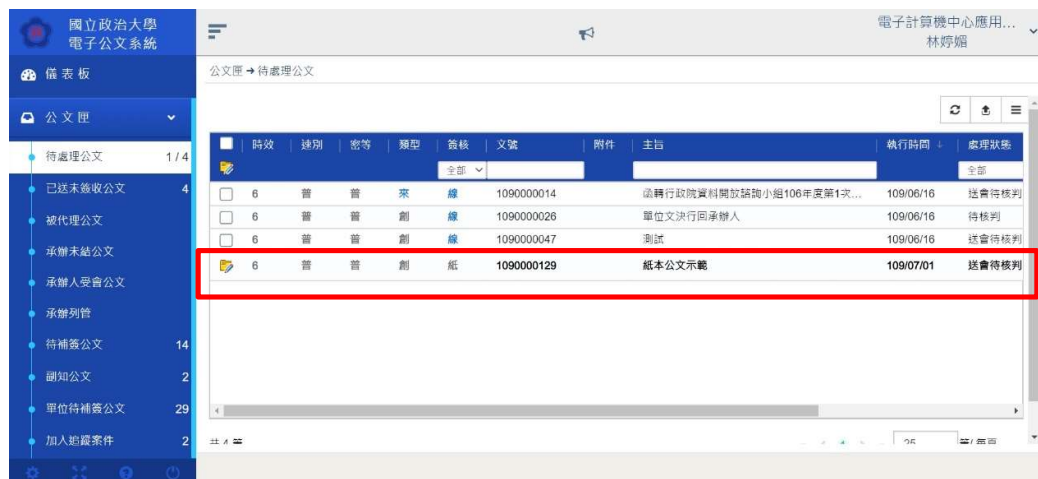 國立政治大學
電子公文系統
電子計算機中心應用...
林婷媚
儀表板
公文匣
待處理公文 1 / 4
已送未簽收公文 4
被代理公文
承辦未結公文
承辦人受會公文
承辦列管
待補簽公文 14
副知公文 2
單位待補簽公文 29
加入追蹤案件 2
公文匣➔待處理公文
時效 速別 密等 類型 簽核 文號 附件 主旨 執行時間 ↓ 處理狀態
全部 全部
6 普 普 來 線 1090000014 函轉行政院資料開放諮詢小組106年度第1次... 109/06/16 送會待核判
6 普 普 創 線 1090000026 單位文決行回承辦人 109/06/16 待核判
6 普 普 創 線 1090000047 測試 109/06/16 送會待核判
6 普 普 創 紙 1090000129 紙本公文示範 109/07/01 送會待核判
共 4 筆 25 筆/ 每頁